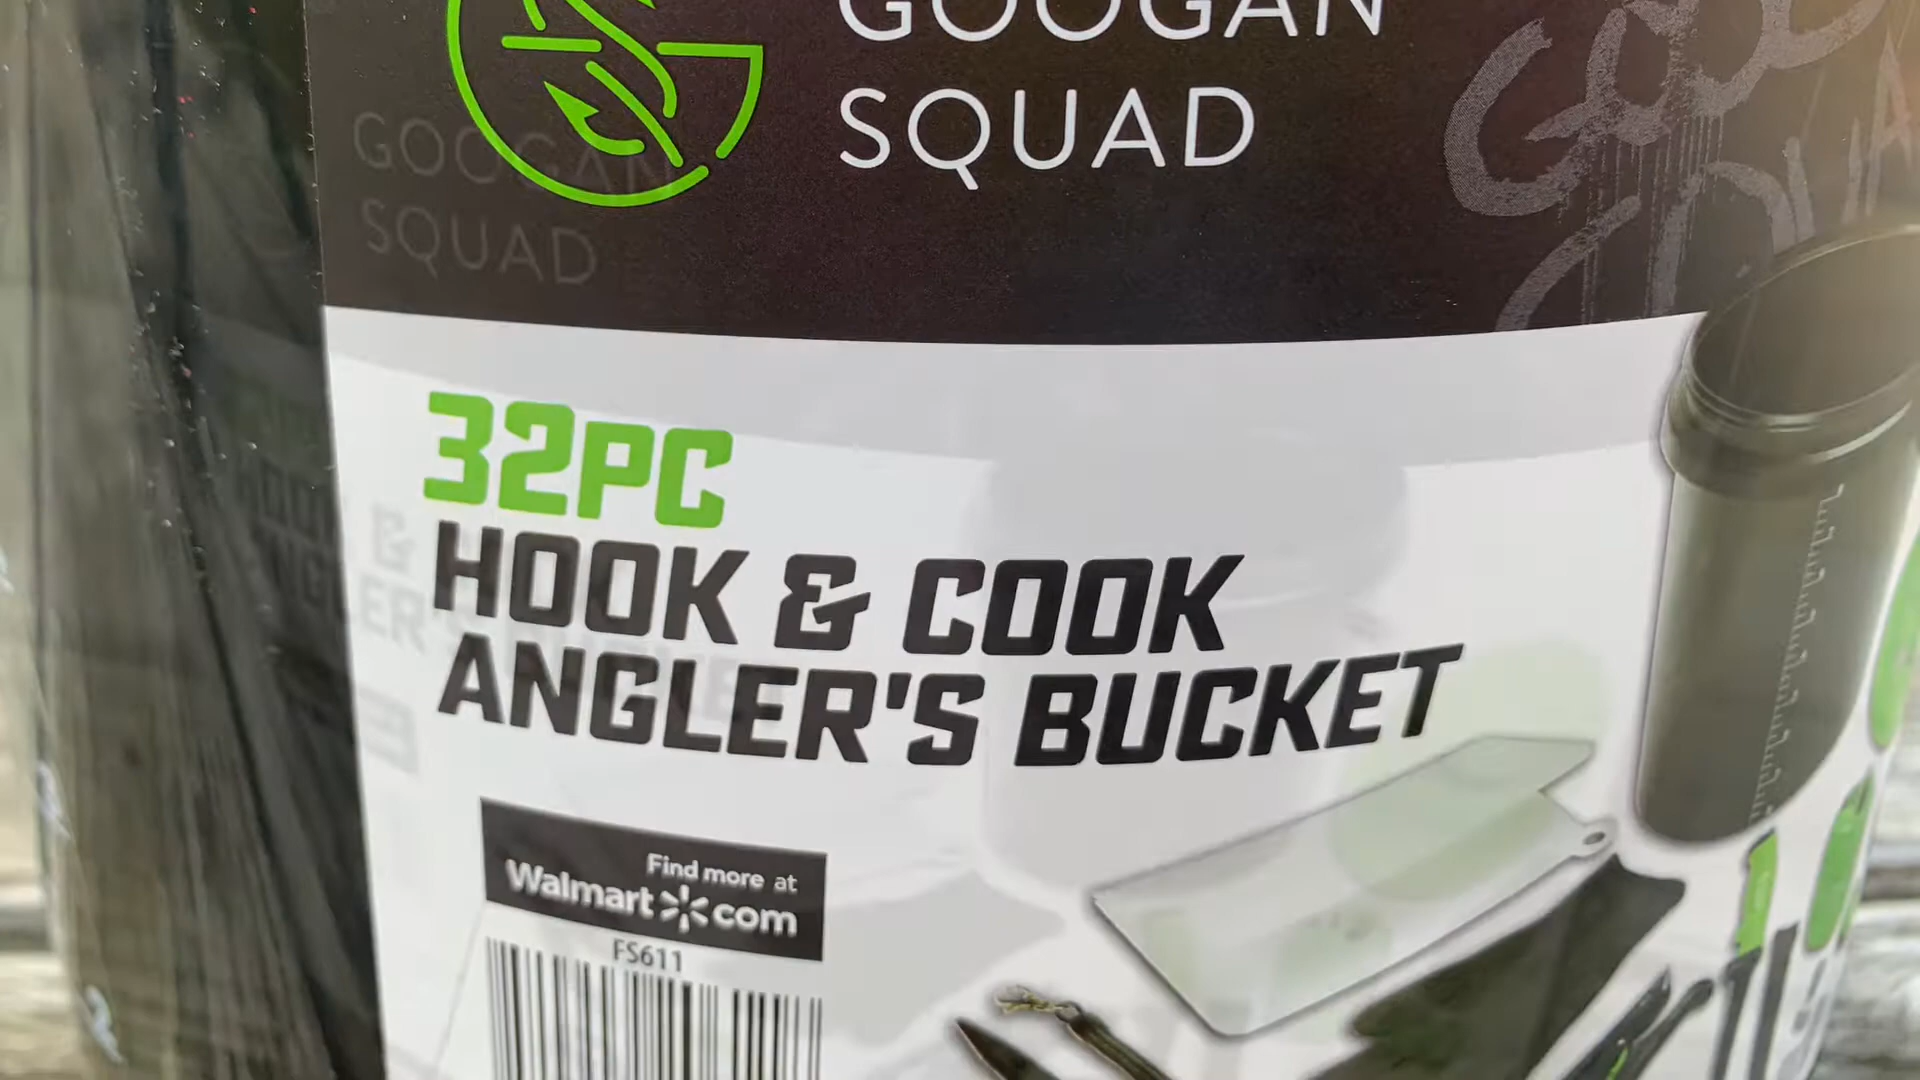 GOOGAN
SQUAD
GOOGAN
SQUAD
32PC
HOOK & COOK
ANGLER'S BUCKET
Find more at
Walmart com
FS611